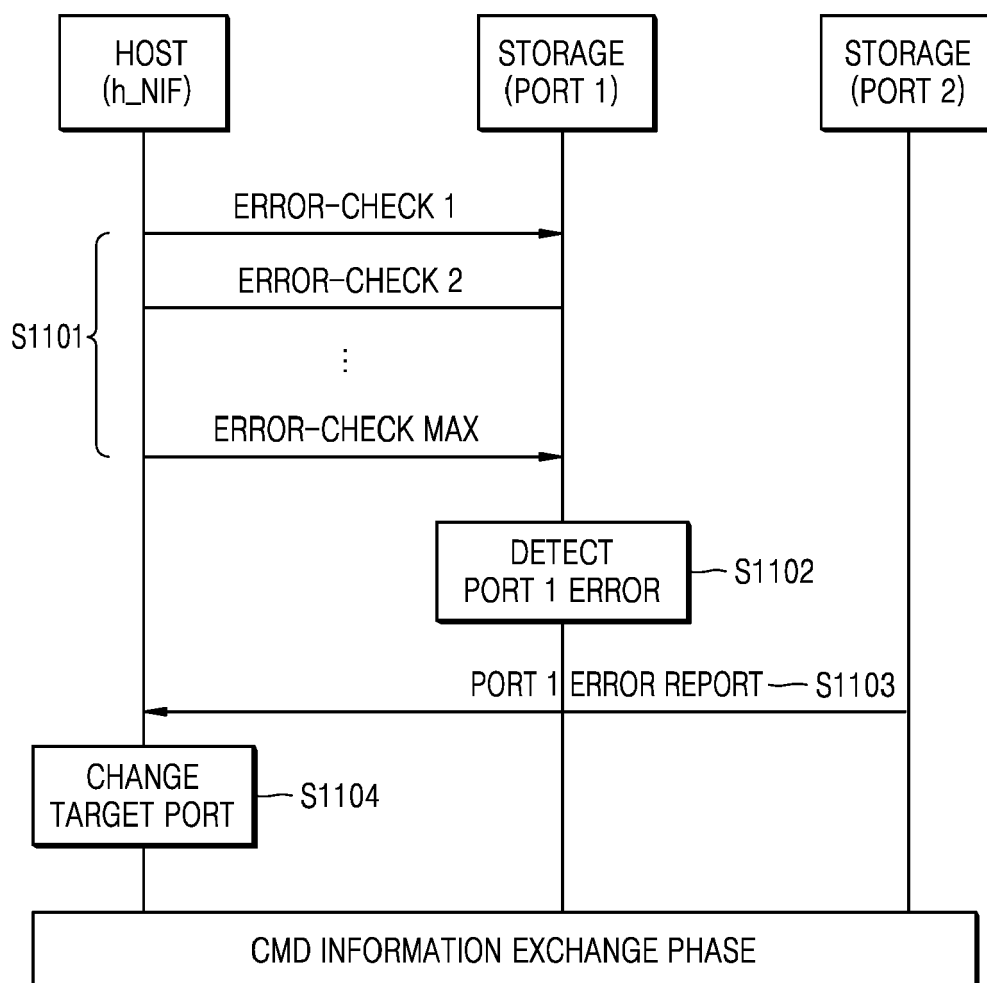 HOST
(h_NIF)
STORAGE
(PORT 1)
STORAGE
(PORT 2)
ERROR-CHECK 1
ERROR-CHECK 2
⋮
ERROR-CHECK MAX
S1101
DETECT
PORT 1 ERROR
S1102
PORT 1 ERROR REPORT
S1103
CHANGE
TARGET PORT
S1104
CMD INFORMATION EXCHANGE PHASE